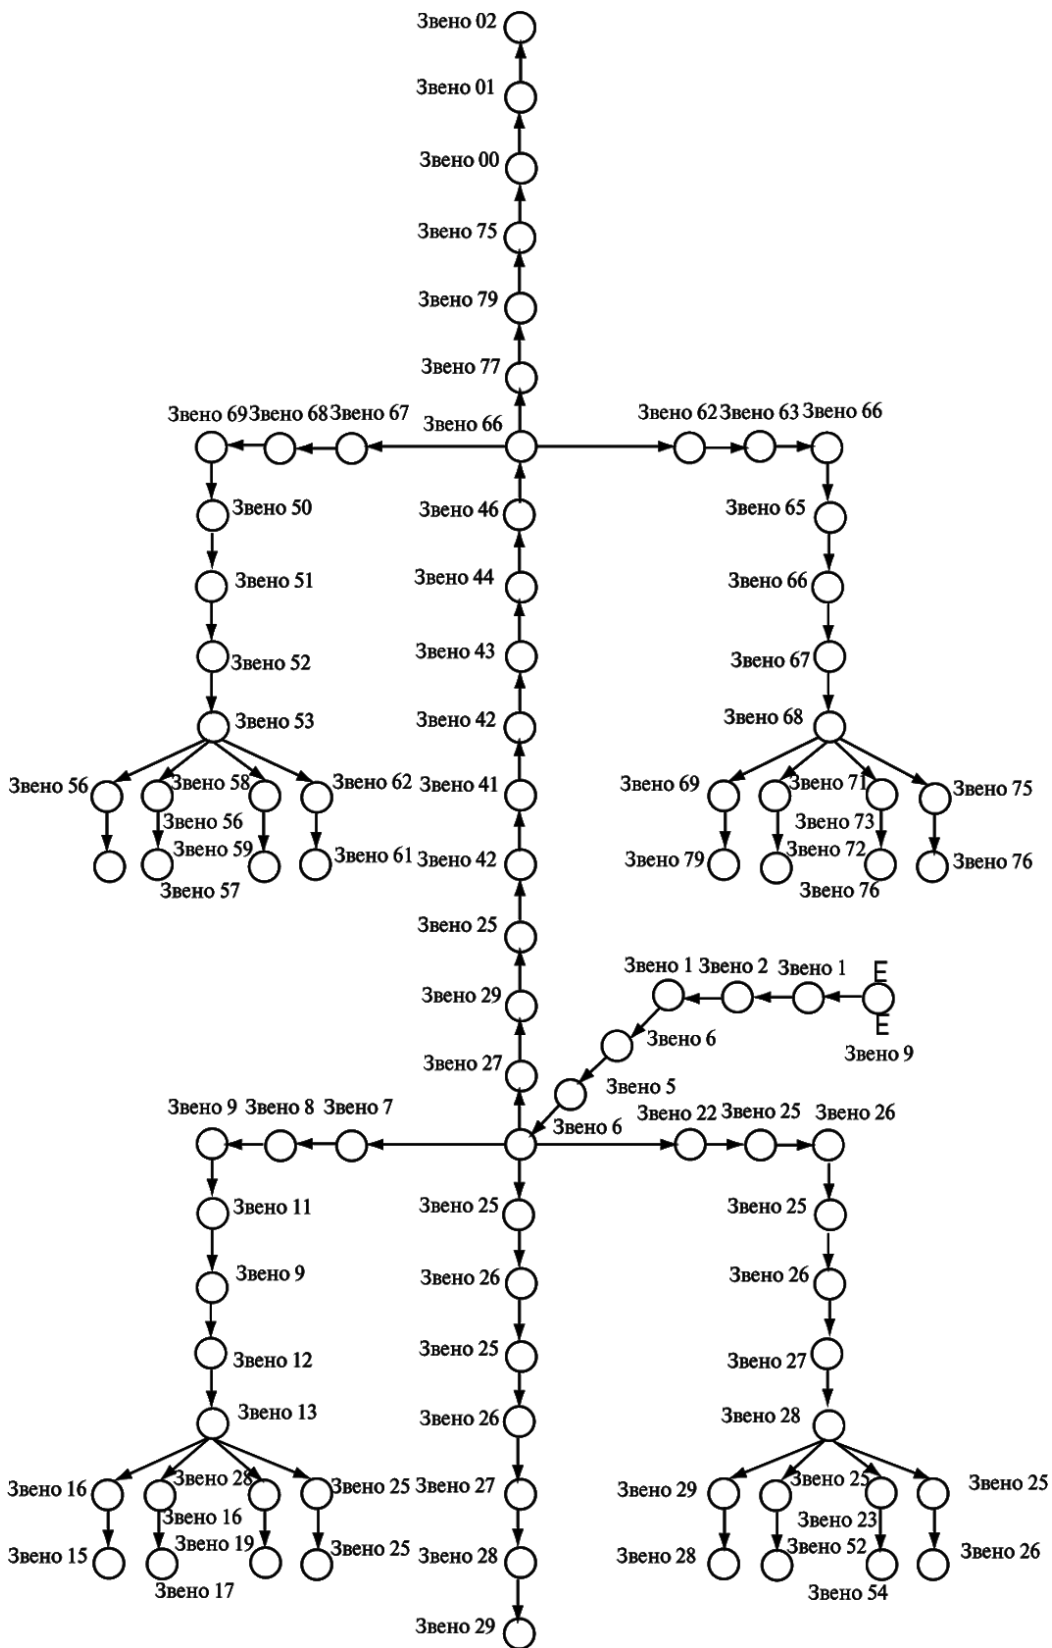 Звено 02
Звено 01
Звено 00
Звено 75
Звено 79
Звено 77
Звено 69 Звено 68 Звено 67 Звено 66 Звено 62 Звено 63 Звено 66
Звено 50 Звено 46 Звено 65
Звено 51 Звено 44 Звено 66
Звено 52 Звено 43 Звено 67
Звено 53 Звено 42 Звено 68
Звено 56 Звено 58 Звено 62 Звено 41 Звено 69 Звено 71 Звено 75
Звено 56 Звено 73
Звено 59 Звено 61 Звено 42 Звено 79 Звено 72 Звено 76
Звено 57 Звено 76
Звено 25
Звено 1 Звено 2 Звено 1 E
Звено 29 E
Звено 6 Звено 9
Звено 27 Звено 5
Звено 9 Звено 8 Звено 7 Звено 6 Звено 22 Звено 25 Звено 26
Звено 11 Звено 25 Звено 25
Звено 9 Звено 26 Звено 26
Звено 12 Звено 25 Звено 27
Звено 13 Звено 26 Звено 28
Звено 16 Звено 28 Звено 25 Звено 27 Звено 29 Звено 25 Звено 25
Звено 16 Звено 23
Звено 15 Звено 19 Звено 25 Звено 28 Звено 28 Звено 52 Звено 26
Звено 17 Звено 54
Звено 29